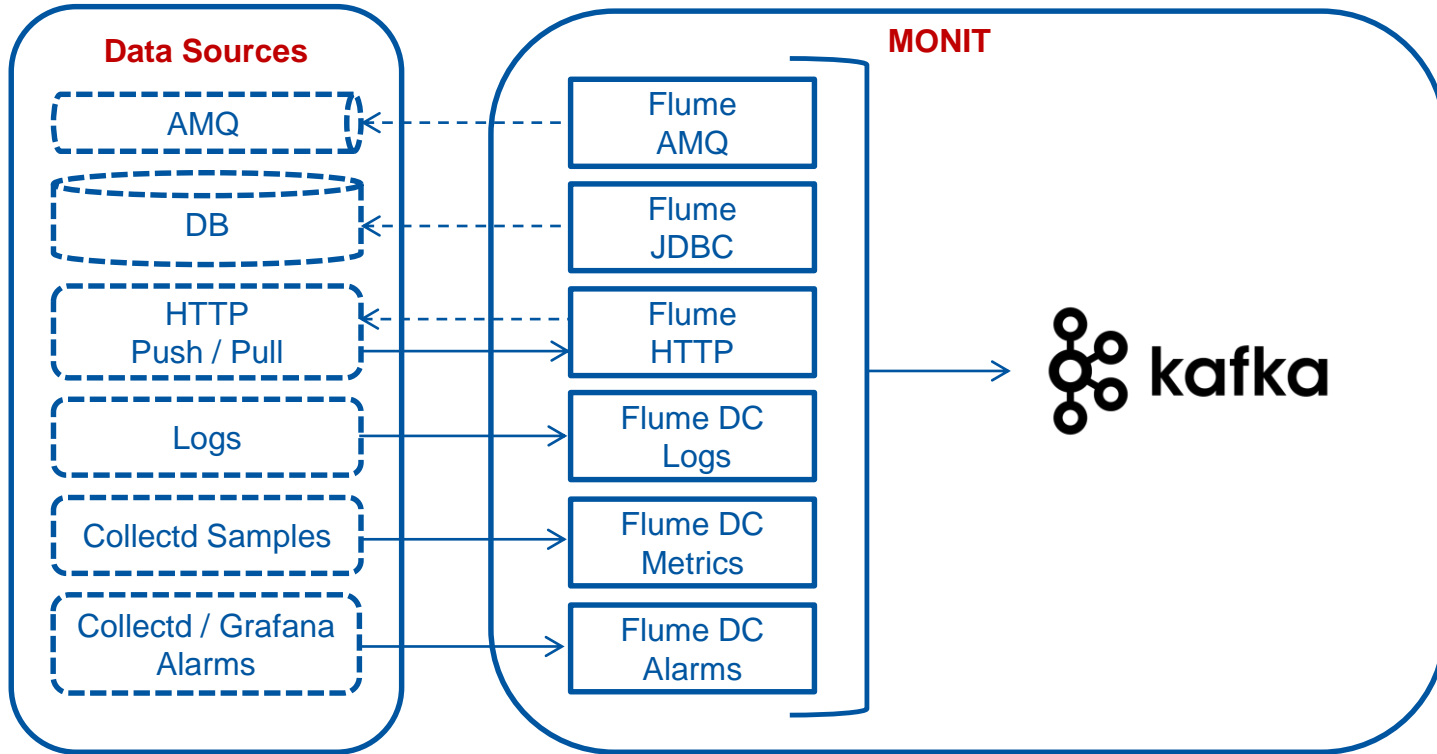 Data Sources
AMQ
DB
HTTP
Push / Pull
Logs
Collectd Samples
Collectd / Grafana
Alarms
MONIT
Flume
AMQ
Flume
JDBC
Flume
HTTP
Flume DC
Logs
Flume DC
Metrics
Flume DC
Alarms
kafka